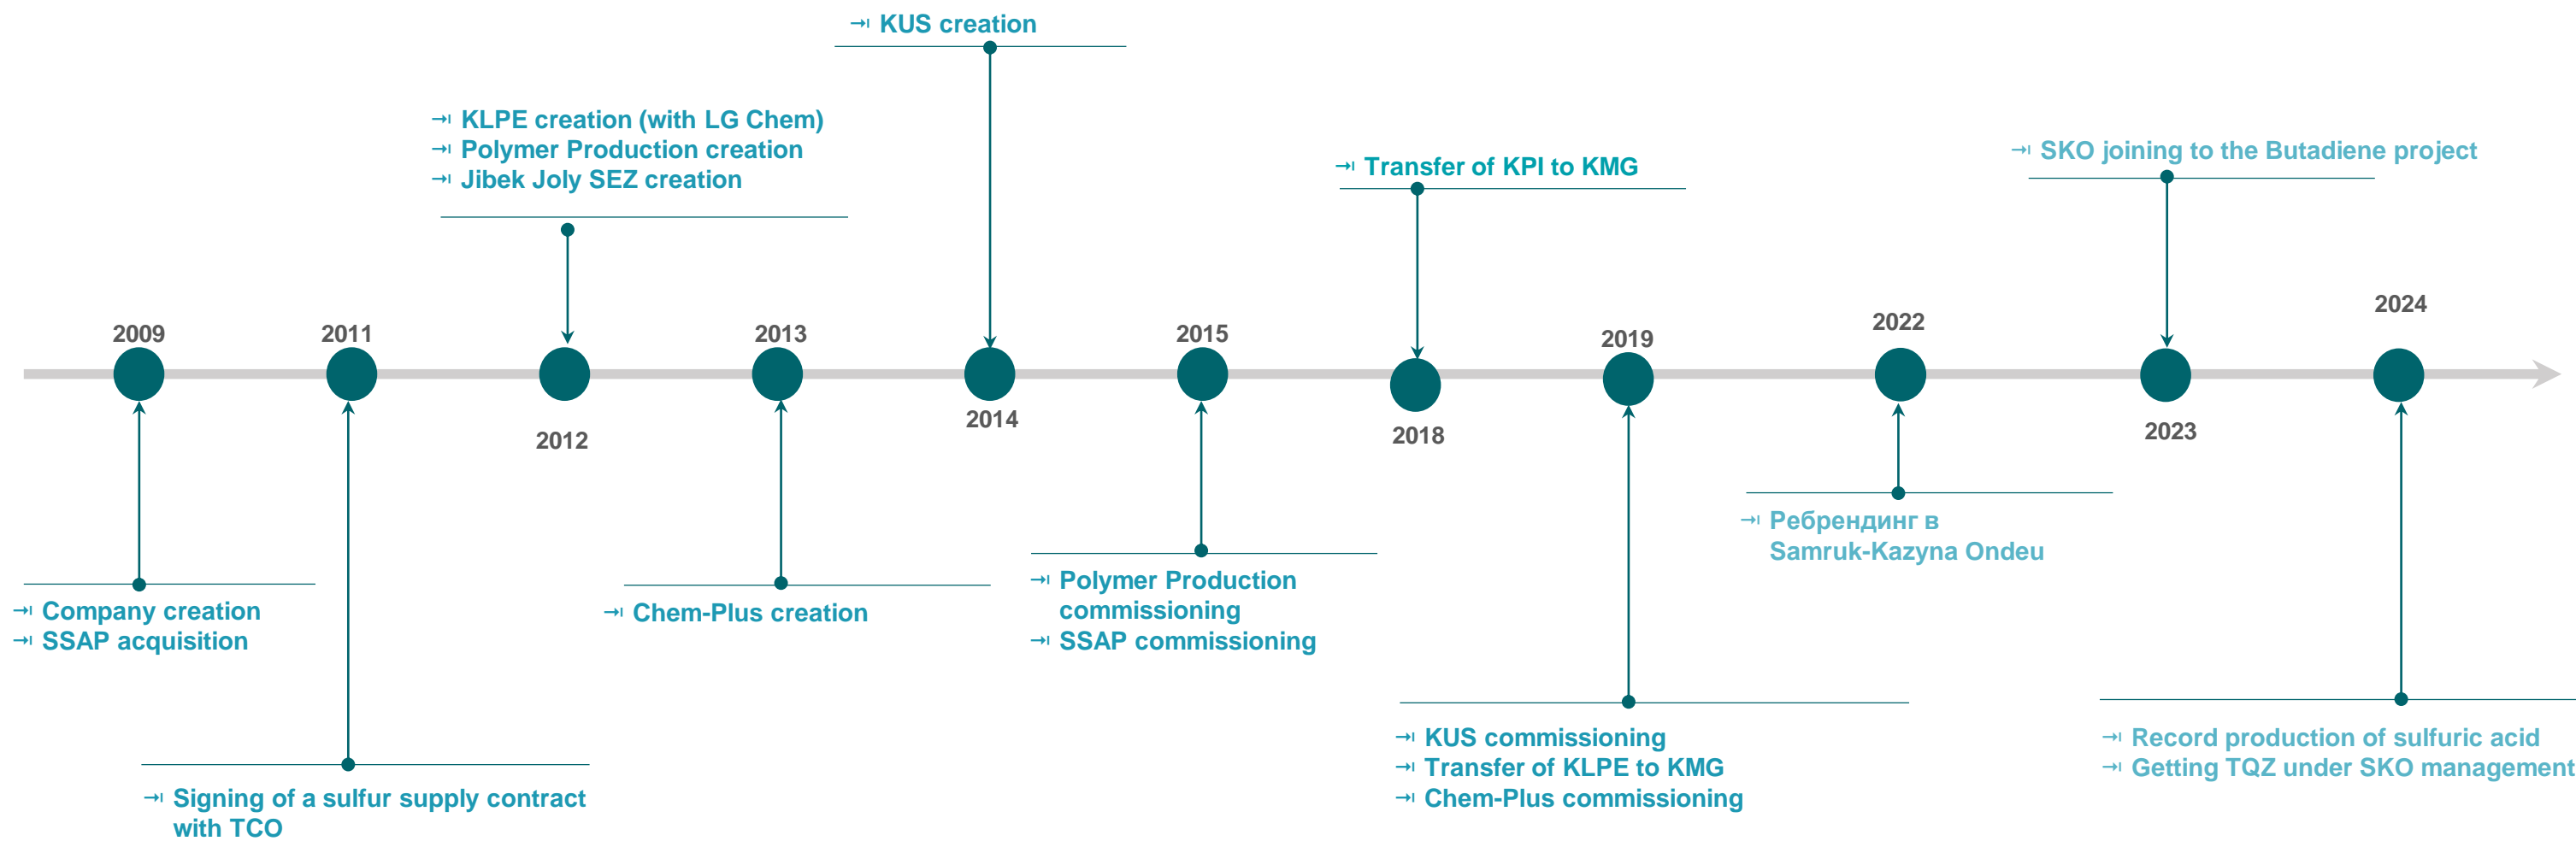 → KUS creation
→ KLPE creation (with LG Chem)
→ Polymer Production creation
→ Jibek Joly SEZ creation
→ Transfer of KPI to KMG
→ SKO joining to the Butadiene project
2009
2011
2012
2013
2014
2015
2018
2019
2022
2023
2024
→ Company creation
→ SSAP acquisition
→ Signing of a sulfur supply contract
with TCO
→ Chem-Plus creation
→ Polymer Production
commissioning
→ SSAP commissioning
→ KUS commissioning
→ Transfer of KLPE to KMG
→ Chem-Plus commissioning
→ Ребрендинг в
Samruk-Kazyna Ondeu
→ Record production of sulfuric acid
→ Getting TQZ under SKO management